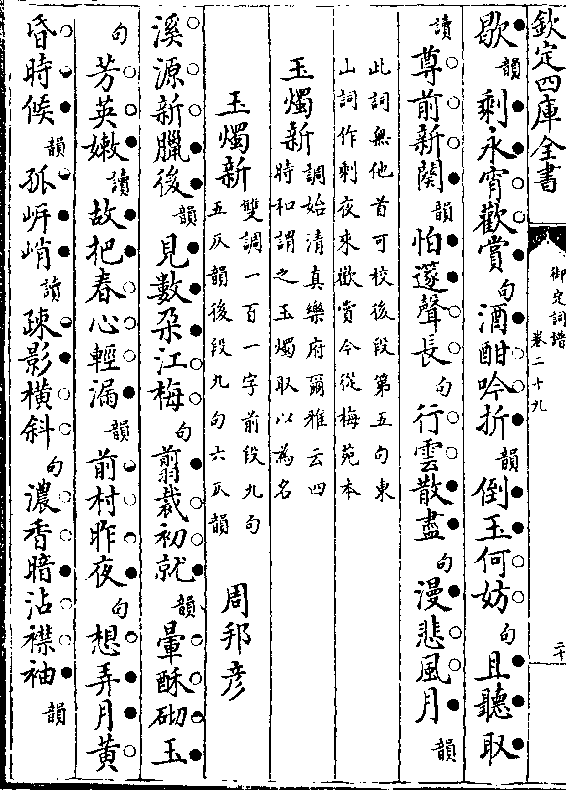 欽定四庫全書
御定詞譜
卷二十九
二十
歇韻剩永宵歡賞句酒酣吟折韻倒玉何妨句且聽取
讀尊前新闋韻怕蘧聲長句行雲散盡句漫悲風月韻
此詞無他首可校後段第五句東
山詞作剩夜來歡賞今從梅苑本
玉燭新調始清真樂府爾雅云四
時和謂之玉燭取以為名
玉燭新雙調一百一字前段九句
五仄韻後段九句六仄韻
周邦彦
溪源新臘後韻見數朶江梅句翦裁初就韻暈酥砌玉
句芳英嫩讀故把春心輕漏韻前村昨夜句想弄月黄
昏時候韻孤岍峭讀疎影橫斜句濃香暗沾襟袖韻